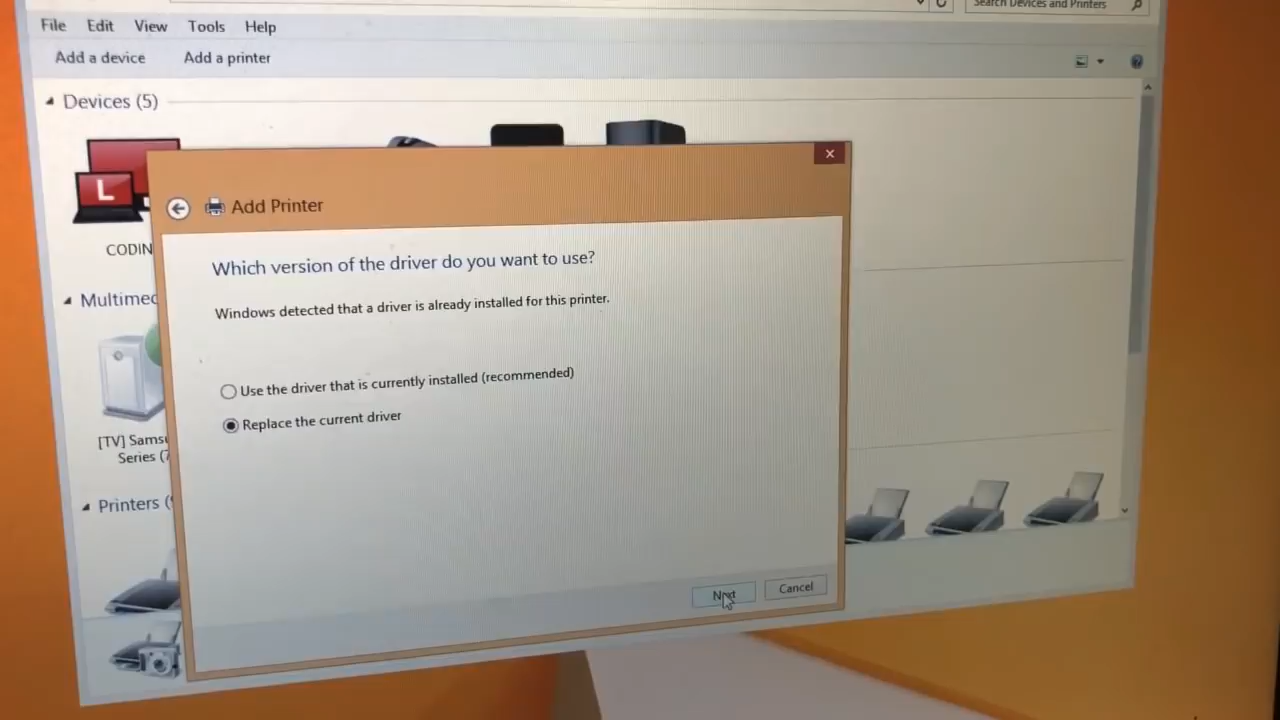 Search Devices and Printers
File Edit View Tools Help
Add a device Add a printer
Devices (5)
L
CODIN
Add Printer
Which version of the driver do you want to use?
Windows detected that a driver is already installed for this printer.
Use the driver that is currently installed (recommended)
Replace the current driver
Next Cancel
Multimed
[TV] Samsu
Series (7
Printers (